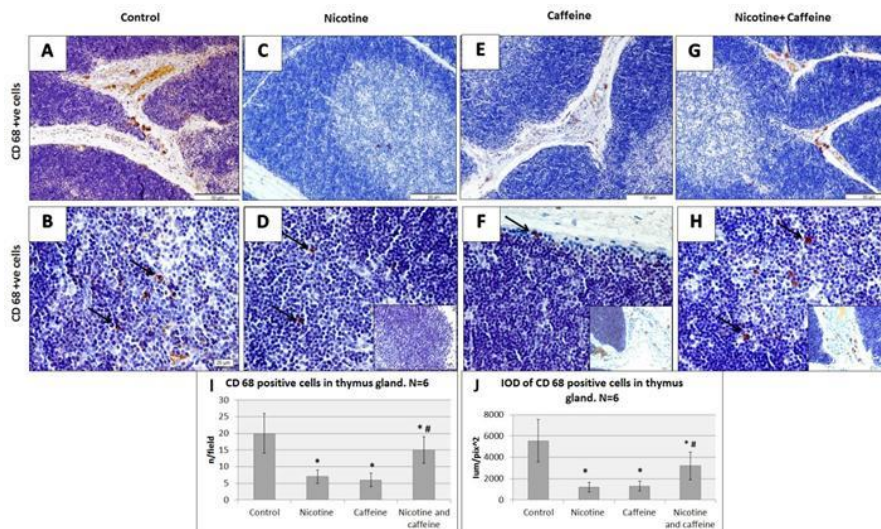 Control Nicotine Caffeine Nicotine+ Caffeine
CD 68 +ve cells
A C E G
CD 68 +ve cells
B D F H
I CD 68 positive cells in thymus gland. N=6
n/field
30
25
20
15
10
5
0
* * * #
Control Nicotine Caffeine Nicotine and caffeine
J IOD of CD 68 positive cells in thymus
gland. N=6
8000
6000
4000
2000
0
* * * #
Control Nicotine Caffeine Nicotine
and caffeine